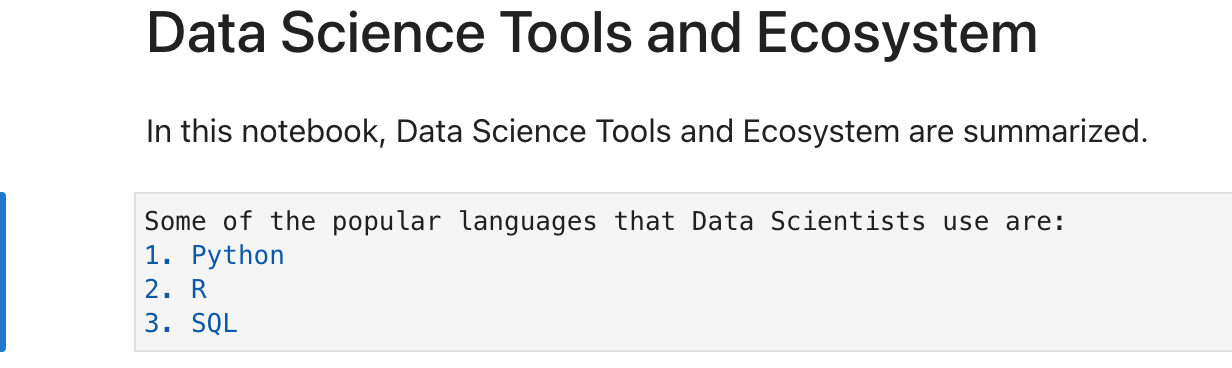 Data Science Tools and Ecosystem
In this notebook, Data Science Tools and Ecosystem are summarized.
Some of the popular languages that Data Scientists use are:
1. Python
2. R
3. SQL